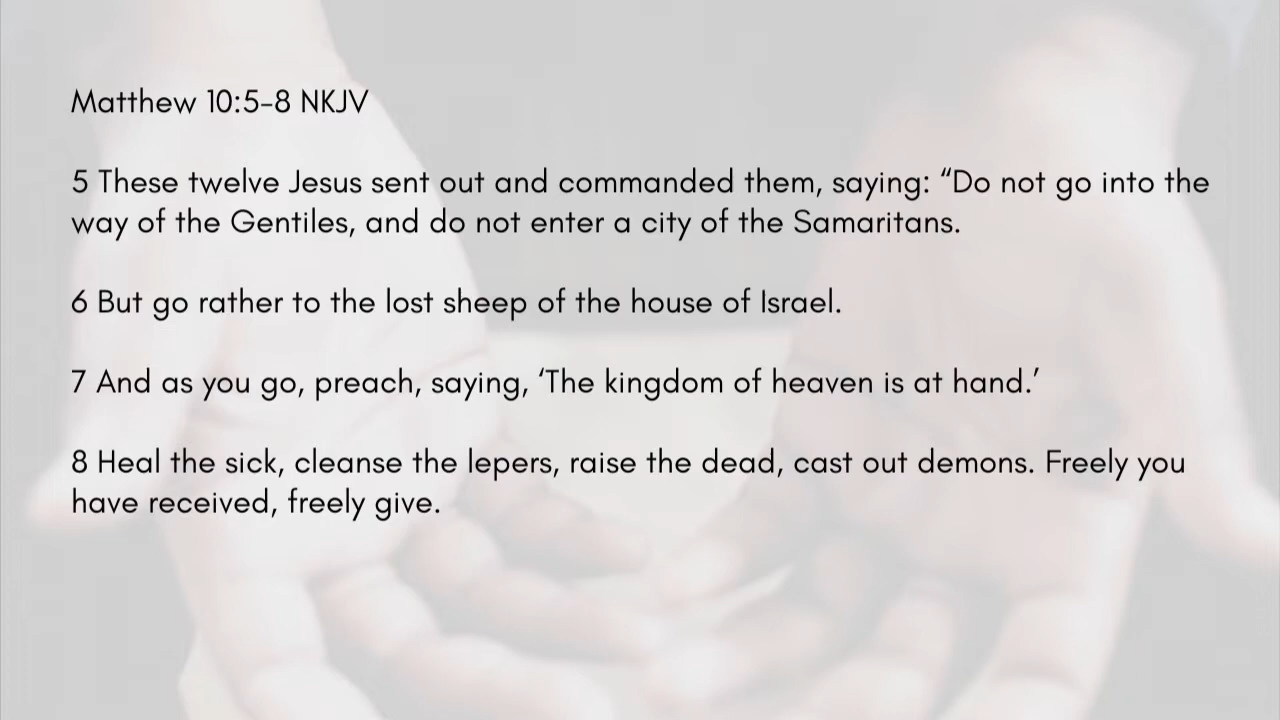 Matthew 10:5-8 NKJV
5 These twelve Jesus sent out and commanded them, saying: “Do not go into the
way of the Gentiles, and do not enter a city of the Samaritans.
6 But go rather to the lost sheep of the house of Israel.
7 And as you go, preach, saying, ‘The kingdom of heaven is at hand.’
8 Heal the sick, cleanse the lepers, raise the dead, cast out demons. Freely you
have received, freely give.